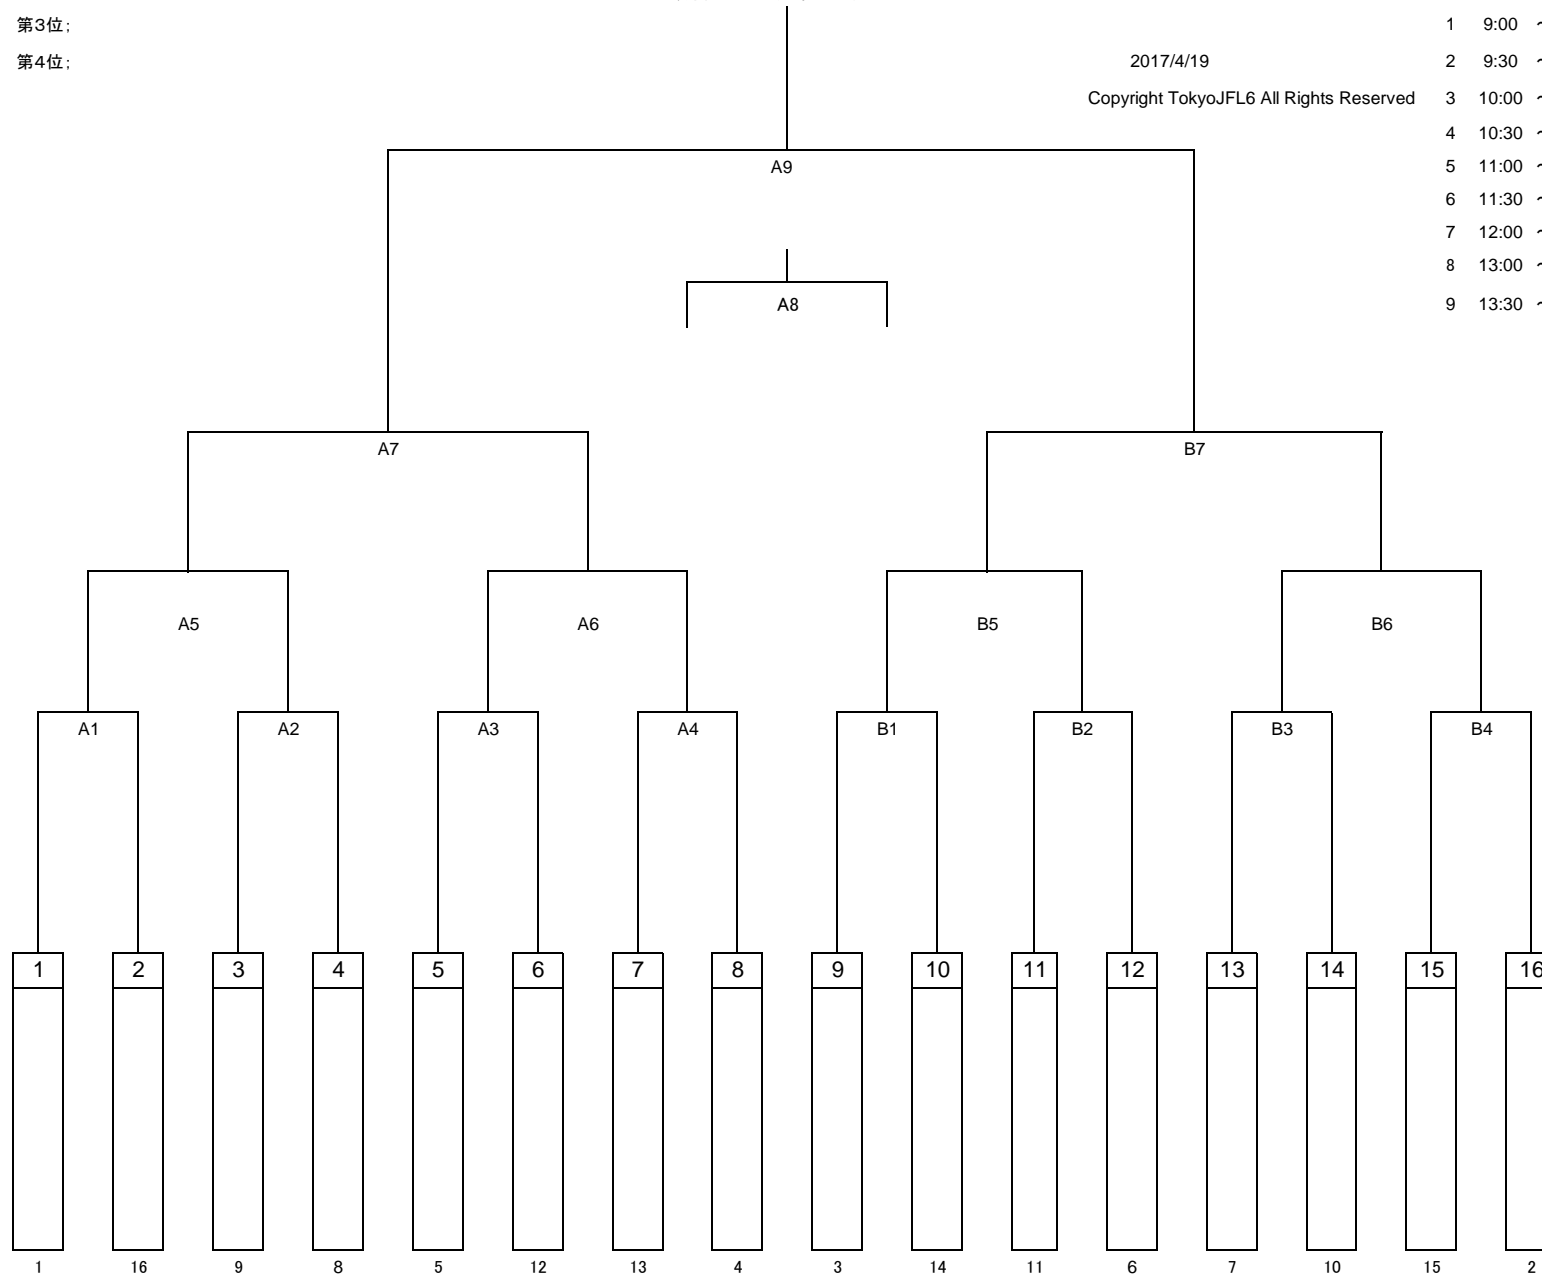 第3位;
1 9:00 ~
第4位;
2017/4/19
2 9:30 ~
Copyright TokyoJFL6 All Rights Reserved
3 10:00 ~
4 10:30 ~
A9
5 11:00 ~
6 11:30 ~
7 12:00 ~
8 13:00 ~
A8
9 13:30 ~
A7 B7
A5 A6 B5 B6
A1 A2 A3 A4 B1 B2 B3 B4
1 2 3 4 5 6 7 8 9 10 11 12 13 14 15 16
1 16 9 8 5 12 13 4 3 14 11 6 7 10 15 2